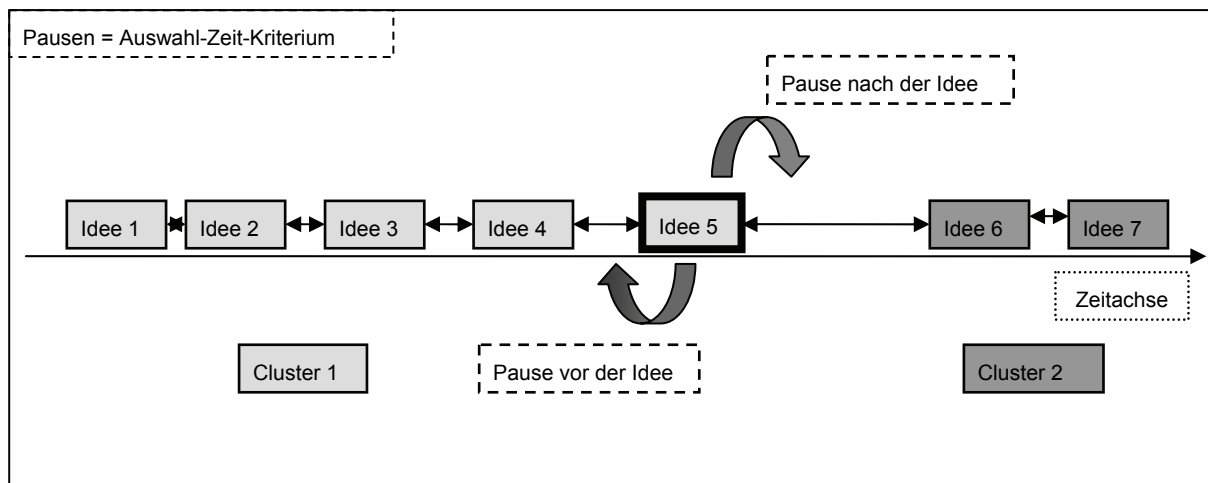 Pausen = Auswahl-Zeit-Kriterium
Pause nach der Idee
Idee 1
Idee 2
Idee 3
Idee 4
Idee 5
Idee 6
Idee 7
Zeitachse
Cluster 1
Pause vor der Idee
Cluster 2